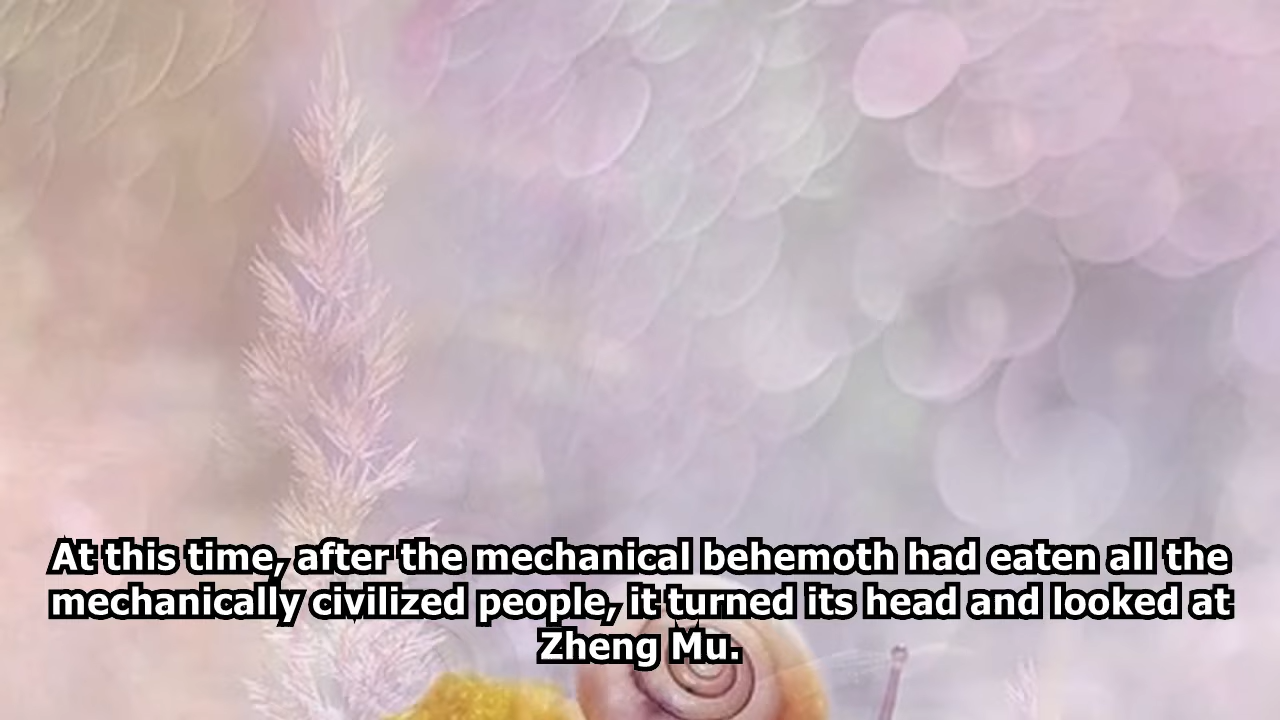 At this time, after the mechanical behemoth had eaten all the
mechanically civilized people, it turned its head and looked at
Zheng Mu.